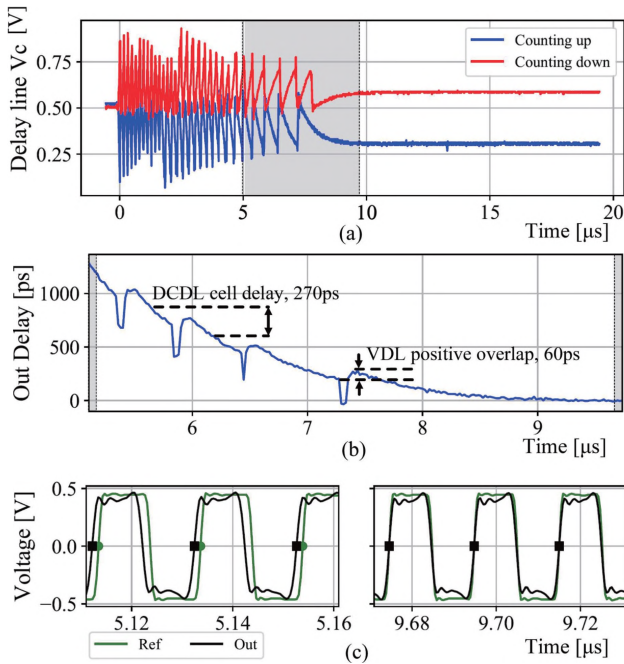 Delay line Vc [V]
0.75
0.50
0.25
Counting up
Counting down
0
5
10
15
20
(a)
Time [μs]
Out Delay [ps]
1000
500
0
DCDL cell delay, 270ps
VDL positive overlap, 60ps
6
7
8
9
(b)
Time [μs]
Voltage [V]
0.5
0.0
−0.5
5.12
5.14
5.16
9.68
9.70
9.72
Ref
Out
(c)
Time [μs]